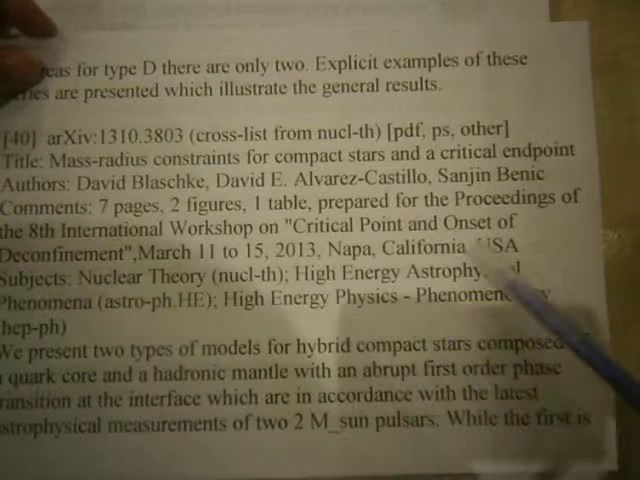 eas for type D there are only two. Explicit examples of these
are presented which illustrate the general results.
[40] arXiv:1310.3803 (cross-list from nucl-th) [pdf, ps, other]
Title: Mass-radius constraints for compact stars and a critical endpoint
Authors: David Blaschke, David E. Alvarez-Castillo, Sanjin Benic
Comments: 7 pages, 2 figures, 1 table, prepared for the Proceedings of
the 8th International Workshop on "Critical Point and Onset of
Deconfinement",March 11 to 15, 2013, Napa, California USA
Subjects: Nuclear Theory (nucl-th); High Energy Astrophy
Phenomena (astro-ph.HE); High Energy Physics - Phenomen
hep-ph)
We present two types of models for hybrid compact stars composed
a quark core and a hadronic mantle with an abrupt first order phase
ransition at the interface which are in accordance with the latest
strophysical measurements of two 2 M_sun pulsars. While the first is